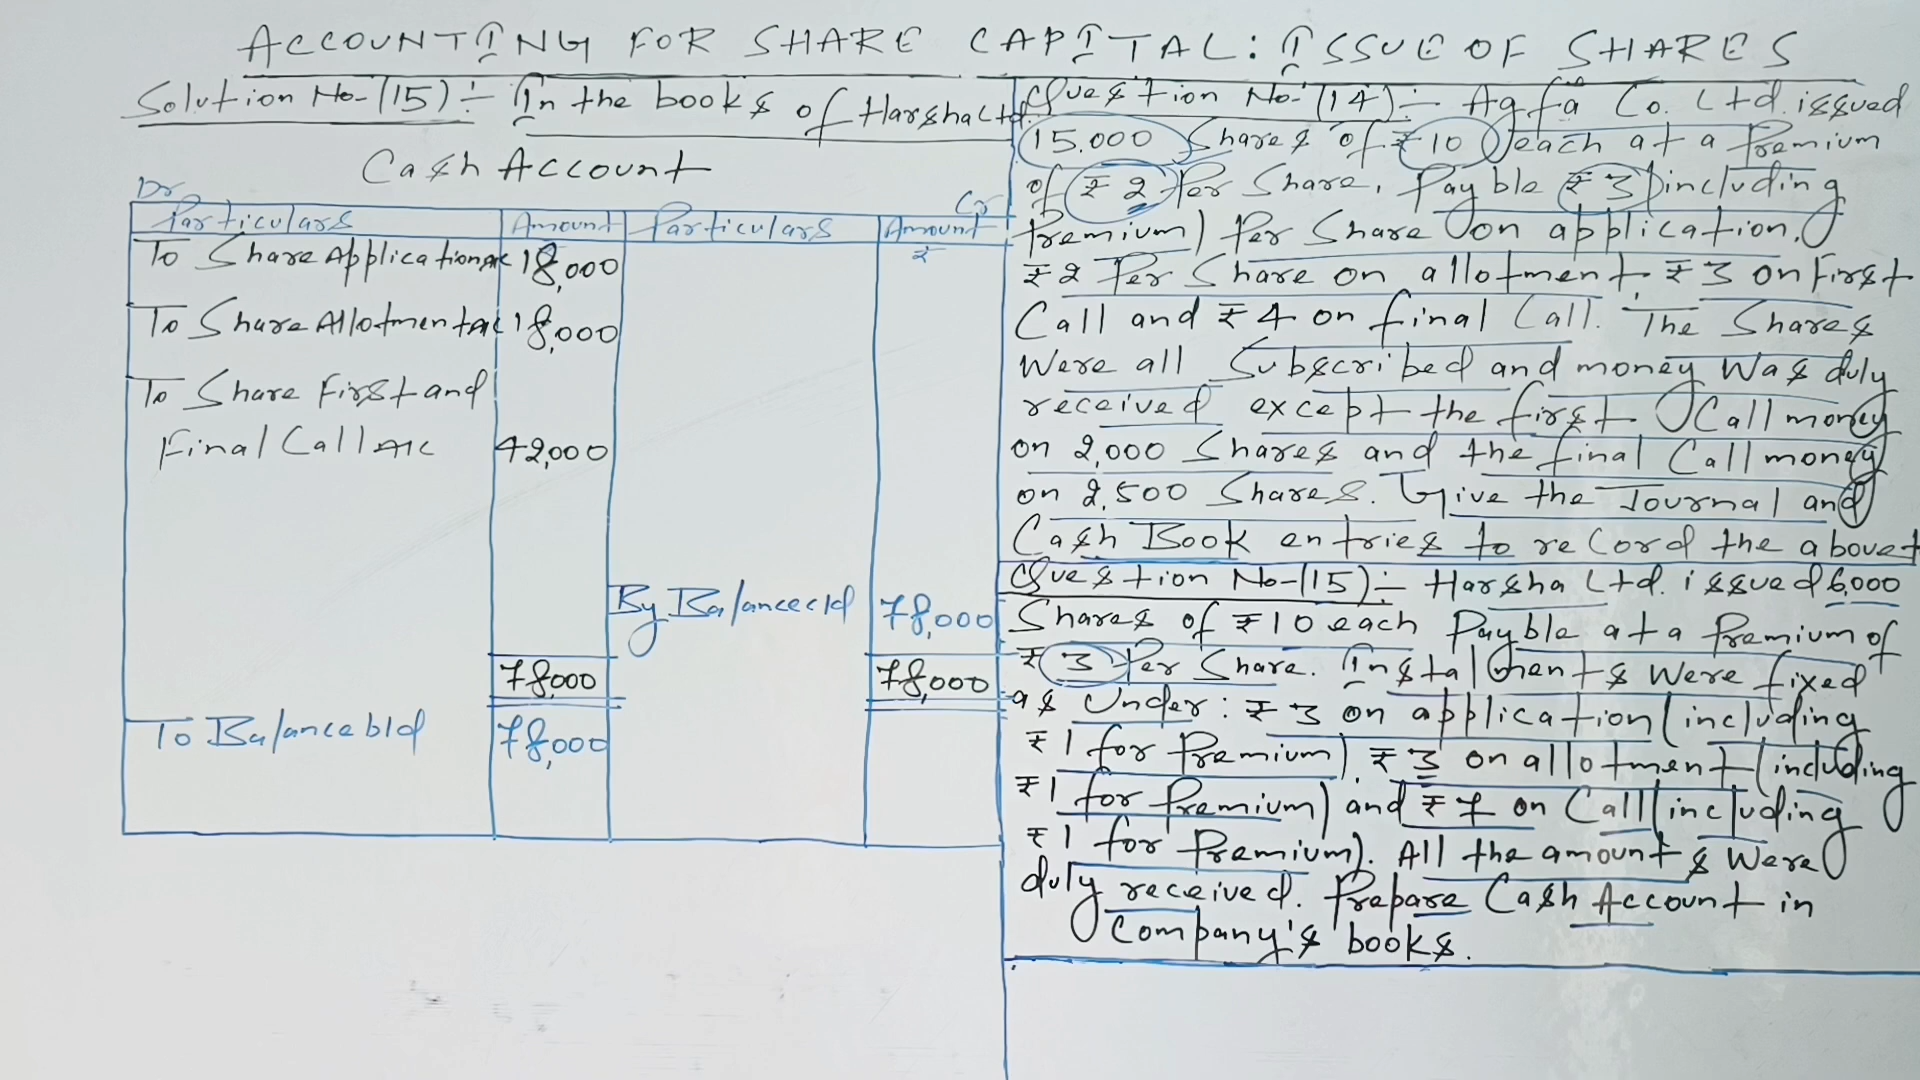 ACCOUNTING FOR SHARE CAPITAL: ISSUE OF SHARES
Solution No-(15):- In the books of Harsha Ltd.
Cash Account
Dr
Cr
Particulars Amount Particulars Amount
₹
To Share Application A/c 18,000
To Share Allotment A/c 18,000
To Share First and
Final Call A/c 42,000
By Balance c/d 78,000
78,000 78,000
To Balance b/d 78,000
Question No-(14):- Agfa Co. Ltd. issued
15.000 Shares of ₹10 each at a Premium
of ₹2 Per Share, Payble ₹3 (including
Premium) Per Share on application,
₹2 Per Share on allotment, ₹3 on First
Call and ₹4 on final Call. The Shares
Were all Subscribed and money Was duly
received except the first Call money
on 2,000 Shares and the final Call money
on 2,500 Shares. Give the Journal and
Cash Book entries to record the above t
Question No-(15):- Harsha Ltd. issued 6,000
Shares of ₹10 each Payble at a Premium of
₹3 Per Share. Instalments Were fixed
as Under: ₹3 on application (including
₹1 for Premium), ₹3 on allotment (including
₹1 for Premium) and ₹7 on Call (including
₹1 for Premium). All the amounts Were
duly received. Prepare Cash Account in
Company's books.